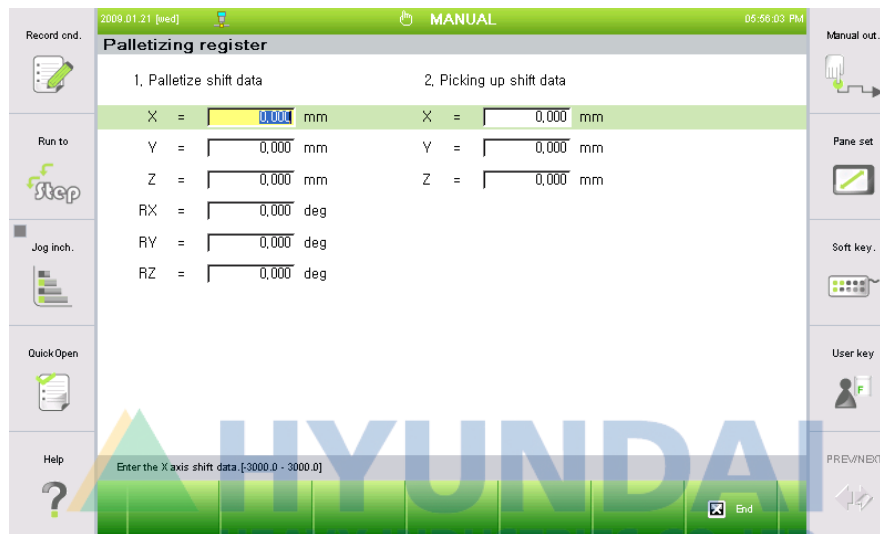 2009.01.21 [wed] MANUAL 05:56:03 PM
Palletizing register
1. Palletize shift data 2. Picking up shift data
X = 0.000 mm X = 0.000 mm
Y = 0.000 mm Y = 0.000 mm
Z = 0.000 mm Z = 0.000 mm
RX = 0.000 deg
RY = 0.000 deg
RZ = 0.000 deg
Enter the X axis shift data.[-3000.0 - 3000.0]
End
Record cnd.
Run to
Step
Jog inch.
Quick Open
Help
?
Manual out.
Pane set
Soft key.
User key
F
PREV/NEXT
HYUNDAI